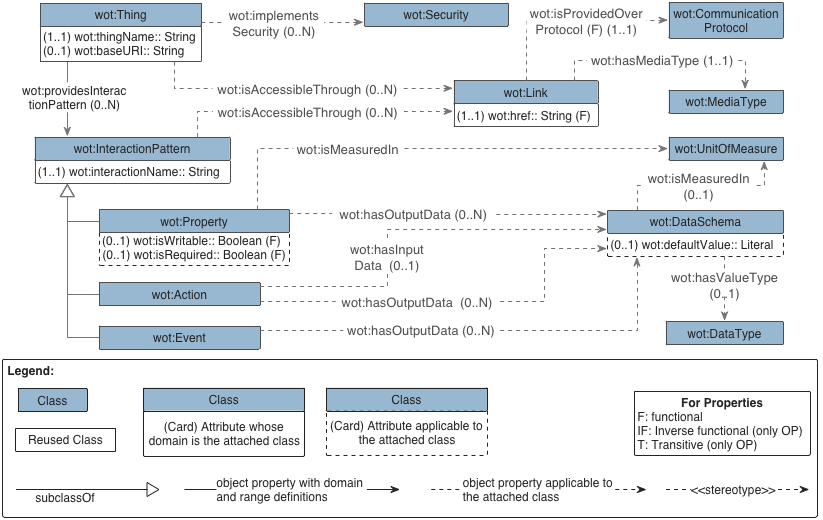 wot:Thing
(1..1) wot:thingName:: String
(0..1) wot:baseURI:: String
wot:implements
Security (0..N)
wot:Security
wot:isProvidedOver
Protocol (F) (1..1)
wot:Communication
Protocol
wot:hasMediaType (1..1)
wot:MediaType
wot:providesInterac
tionPattern (0..N)
wot:isAccessibleThrough (0..N)
wot:isAccessibleThrough (0..N)
wot:Link
(1..1) wot:href:: String (F)
wot:InteractionPattern
(1..1) wot:interactionName:: String
wot:isMeasuredIn
wot:UnitOfMeasure
wot:isMeasuredIn
(0..1)
wot:Property
(0..1) wot:isWritable:: Boolean (F)
(0..1) wot:isRequired:: Boolean (F)
wot:hasOutputData (0..N)
wot:DataSchema
(0..1) wot:defaultValue:: Literal
wot:hasInput
Data (0..1)
wot:hasValueType
(0..1)
wot:Action
wot:hasOutputData (0..N)
wot:Event
wot:hasOutputData (0..N)
wot:DataType
Legend:
Class
Reused Class
Class
(Card) Attribute whose
domain is the attached class
Class
(Card) Attribute applicable to
the attached class
For Properties
F: functional
IF: Inverse functional (only OP)
T: Transitive (only OP)
subclassOf
object property with domain
and range definitions
object property applicable to
the attached class
<<stereotype>>